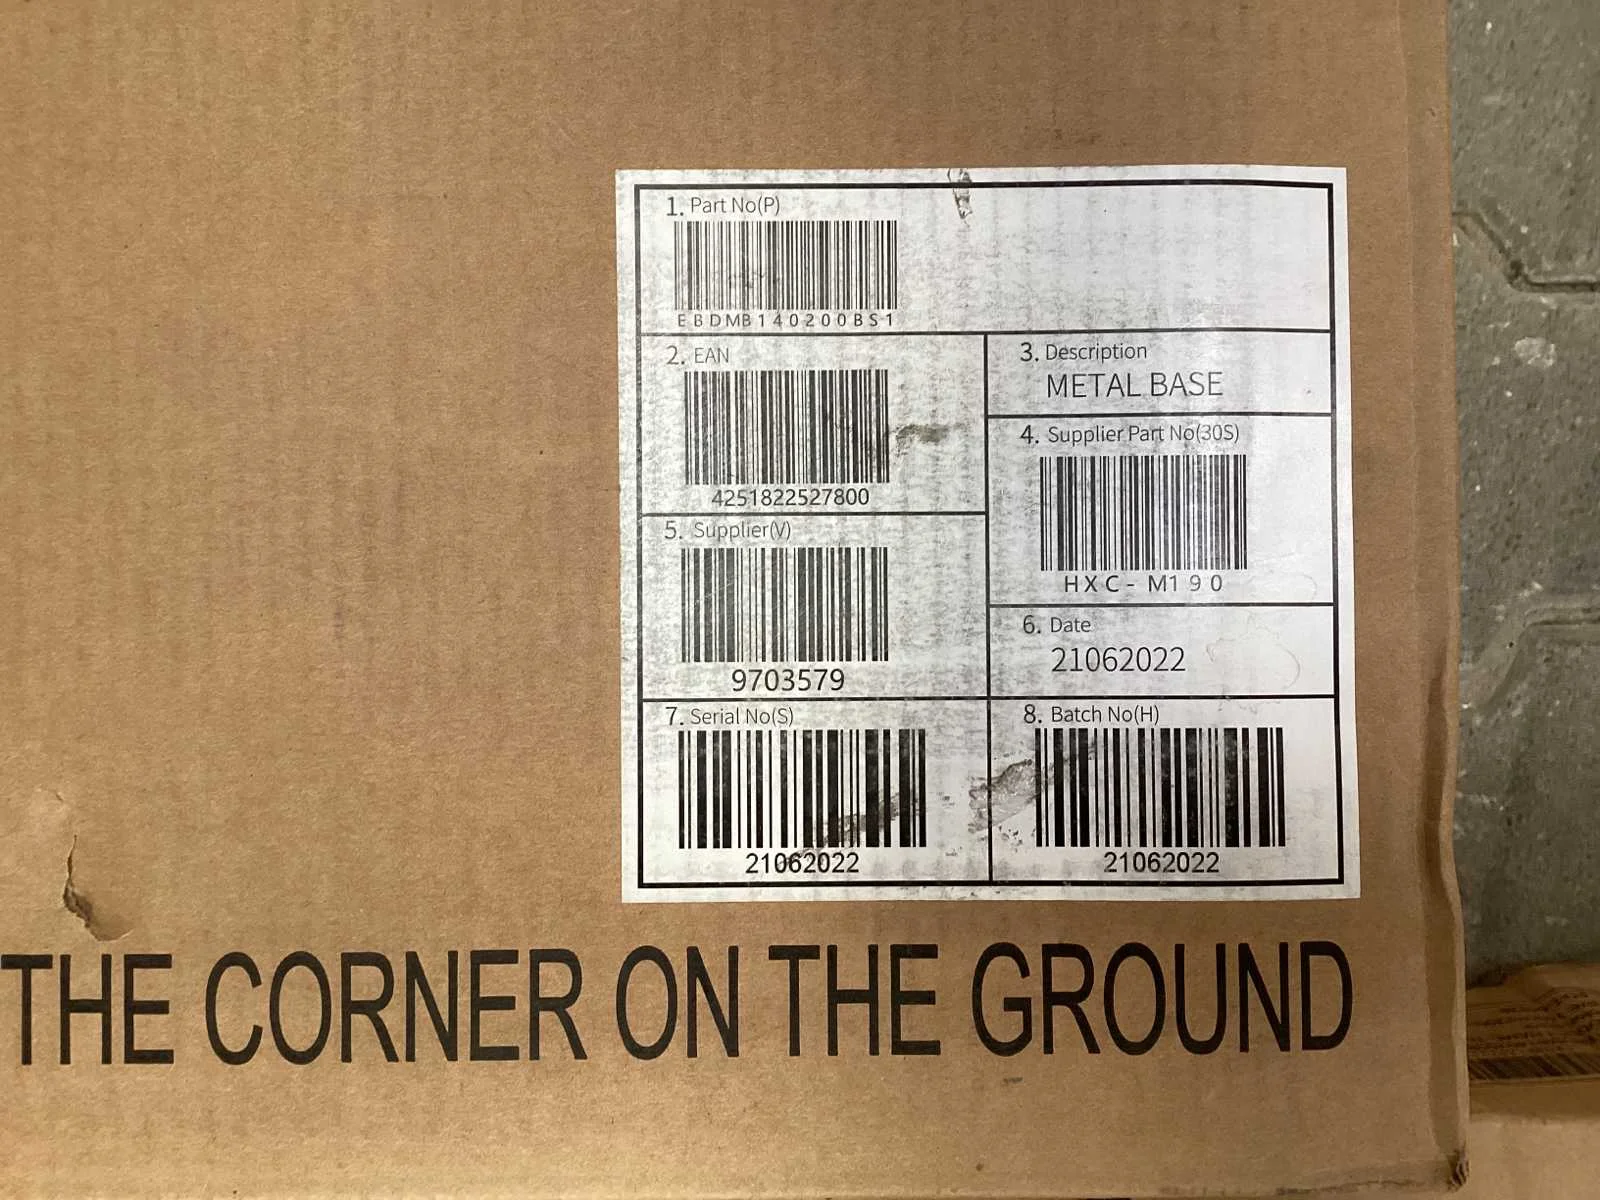 1. Part No(P)
EBDMB140200BS1
2. EAN
4251822527800
3. Description
METAL BASE
4. Supplier Part No(30S)
HXC-M190
5. Supplier(V)
9703579
6. Date
21062022
7. Serial No(S)
21062022
8. Batch No(H)
21062022
THE CORNER ON THE GROUND